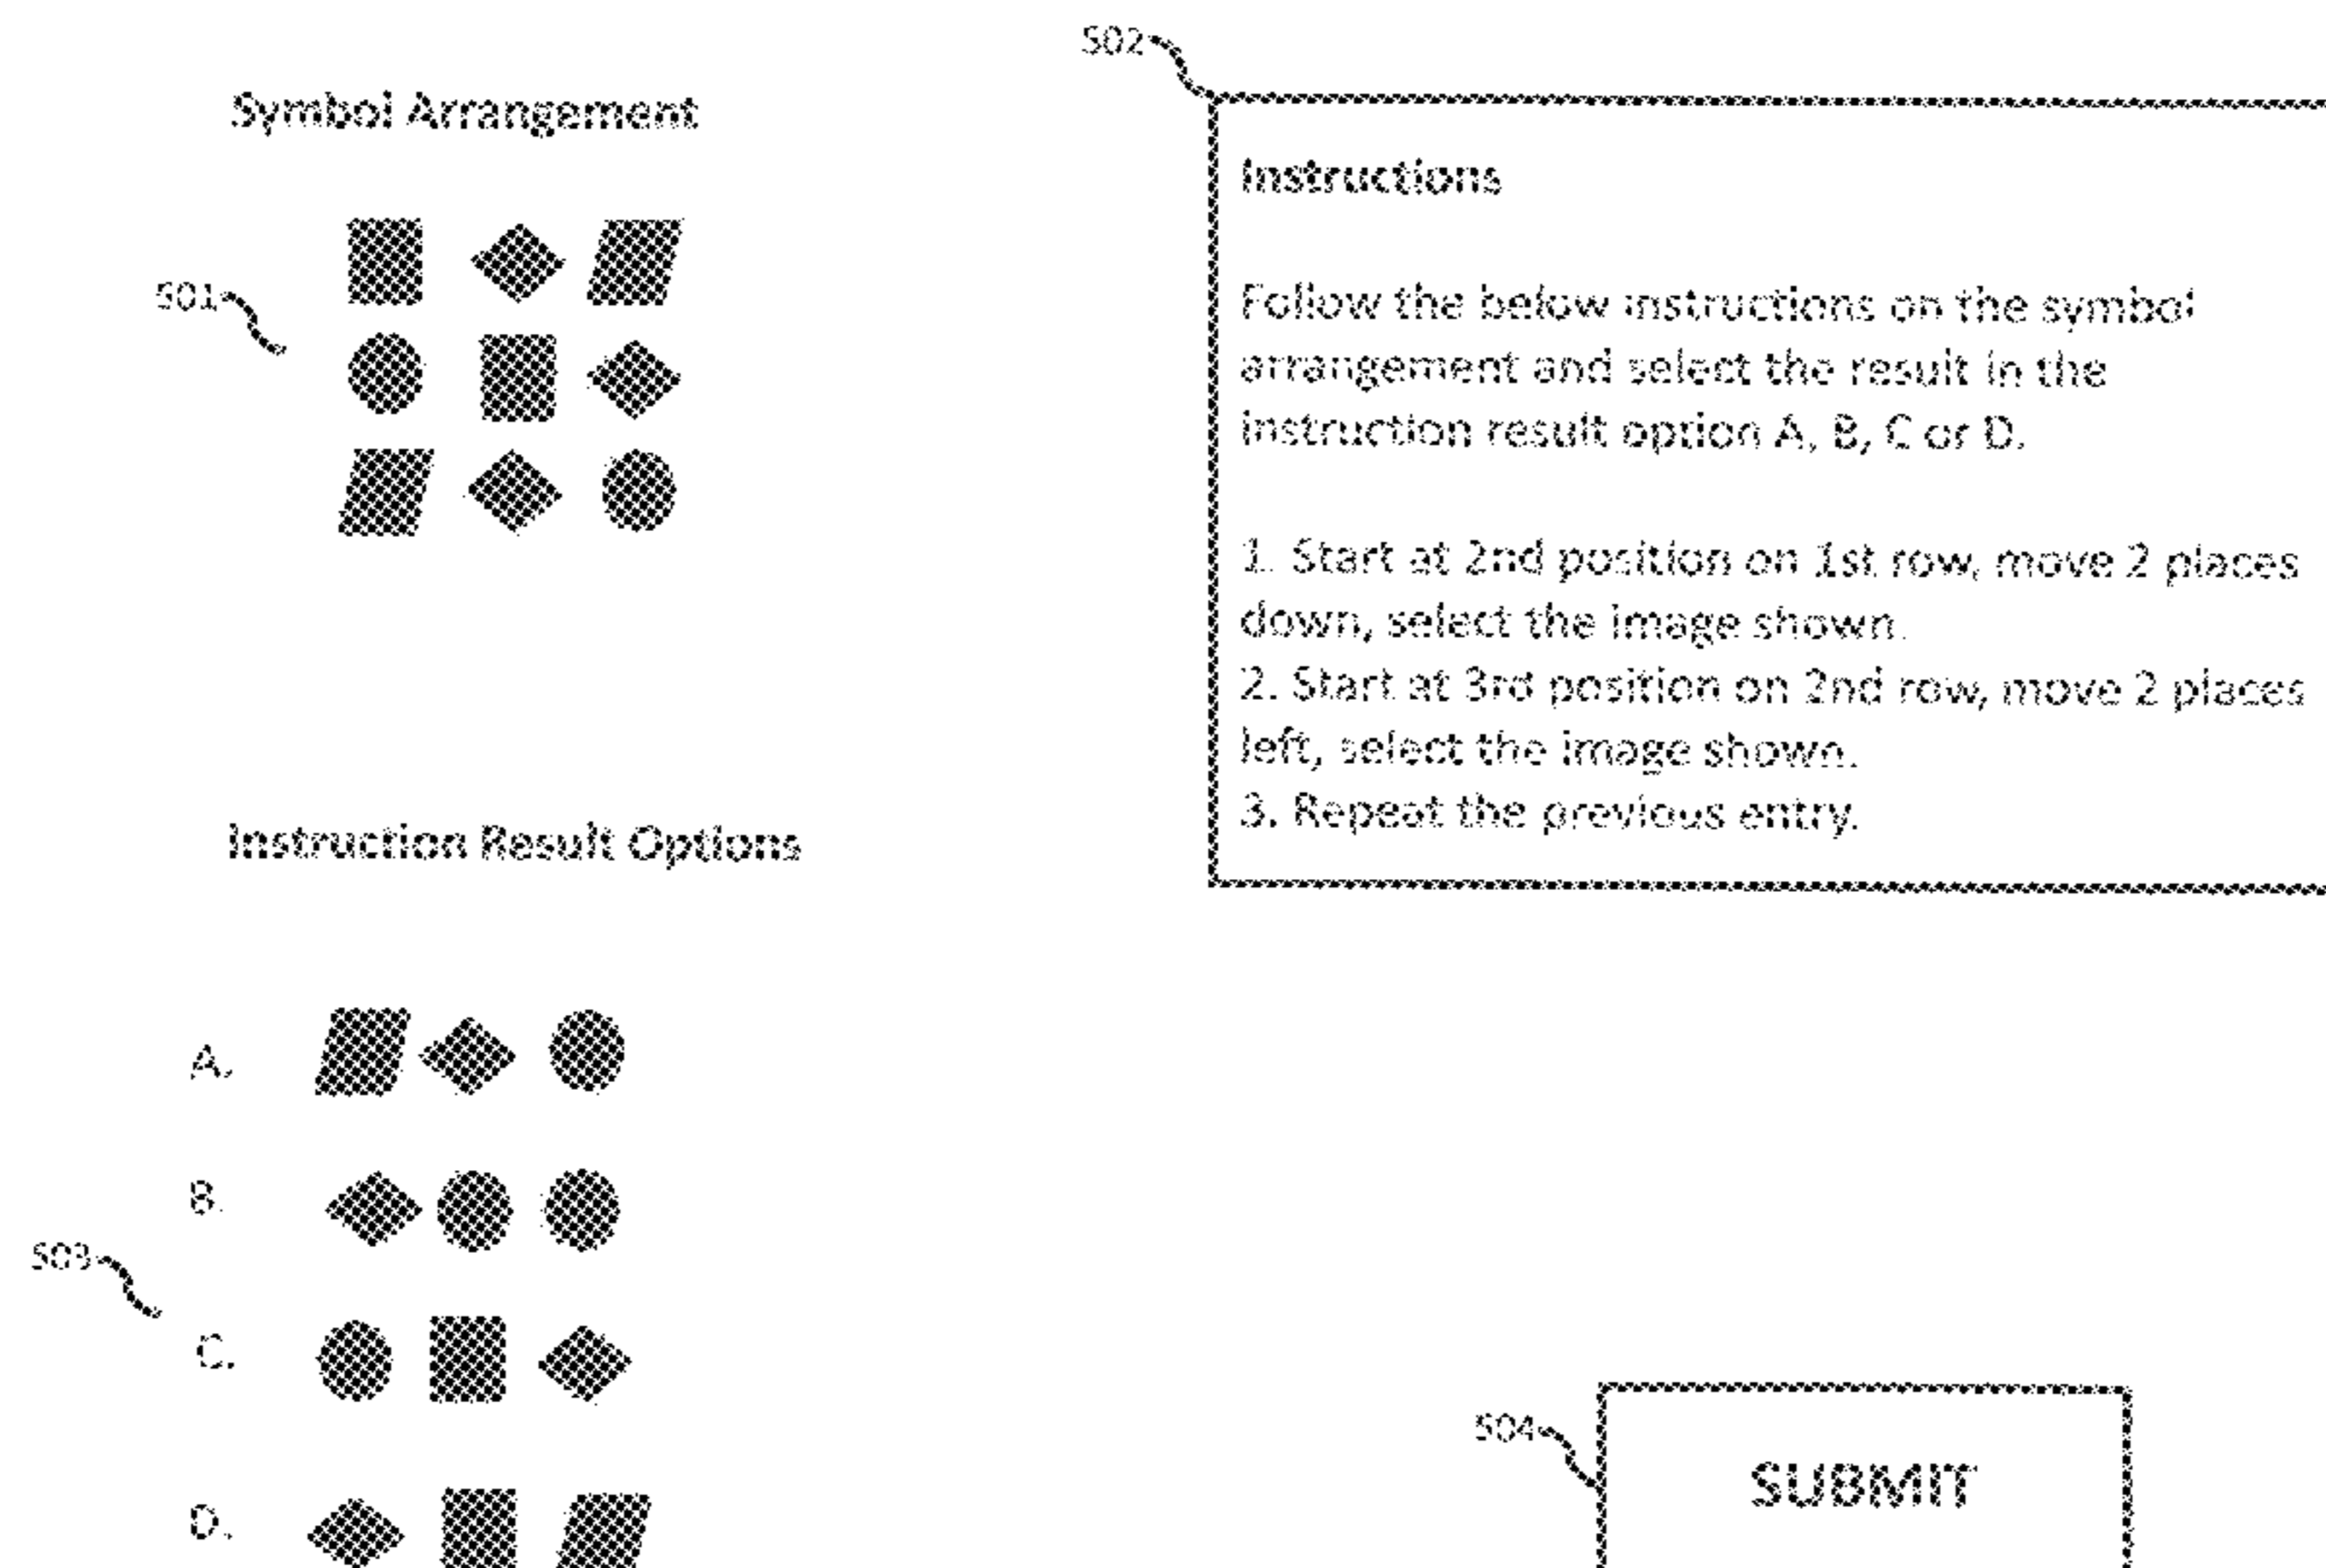 502
Symbol Arrangement
501
Instructions
Follow the below instructions on the symbol
arrangement and select the result in the
instruction result option A, B, C or D.
1. Start at 2nd position on 1st row, move 2 places
down, select the image shown.
2. Start at 3rd position on 2nd row, move 2 places
left, select the image shown.
3. Repeat the previous entry.
Instruction Result Options
A.
B.
503
C.
D.
504
SUBMIT